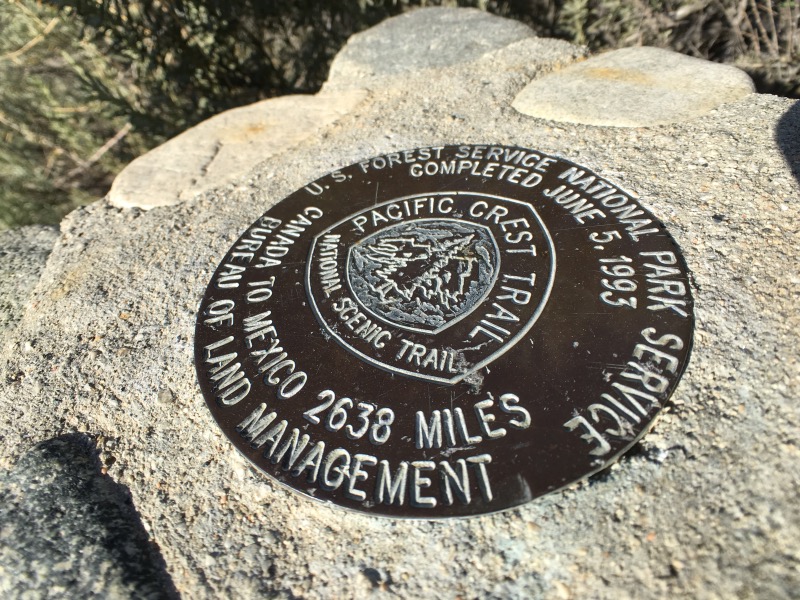 U.S. FOREST SERVICE NATIONAL PARK SERVICE
COMPLETED JUNE 5, 1993
PACIFIC CREST TRAIL
NATIONAL SCENIC TRAIL
CANADA TO MEXICO 2638 MILES
BUREAU OF LAND MANAGEMENT